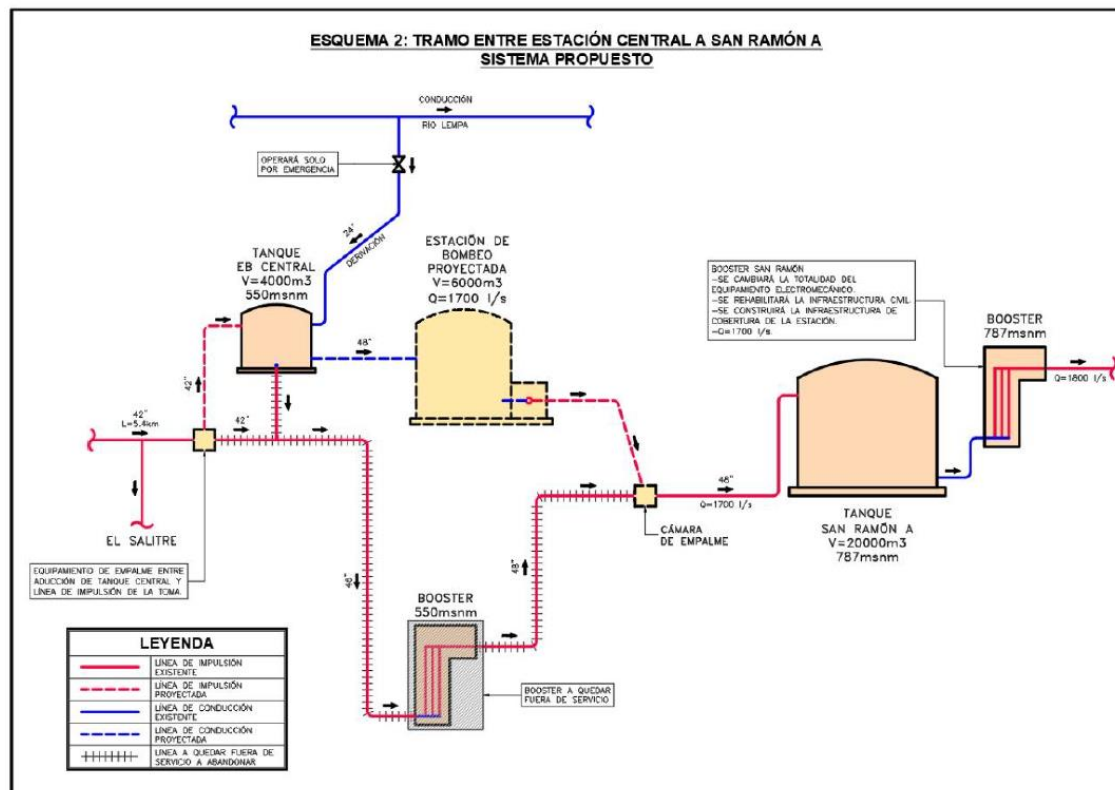 ESQUEMA 2: TRAMO ENTRE ESTACIÓN CENTRAL A SAN RAMÓN A
SISTEMA PROPUESTO
CONDUCCIÓN
RIO LEMPA
OPERARÁ SOLO
POR EMERGENCIA
24"
DERIVACIÓN
TANQUE
EB CENTRAL
V=4000m3
550msnm
ESTACIÓN DE
BOMBEO
PROYECTADA
V=6000m3
Q=1700 l/s
BOOSTER SAN RAMÓN
-SE CAMBIARÁ LA TOTALIDAD DEL
EQUIPAMIENTO ELECTROMECÁNICO.
-SE REHABILITARÁ LA INFRAESTRUCTURA CIVIL
-SE CONSTRUIRÁ LA INFRAESTRUCTURA DE
COBERTURA DE LA ESTACIÓN.
-Q=1700 l/s
BOOSTER
787msnm
Q=1800 l/s
48"
42"
42"
L=5.4km
42"
EL SALITRE
48"
Q=1700 l/s
CÁMARA
DE EMPALME
TANQUE
SAN RAMÓN A
V=20000m3
787msnm
EQUIPAMIENTO DE EMPALME ENTRE
ADUCCIÓN DE TANQUE CENTRAL Y
LÍNEA DE IMPULSIÓN DE LA TOMA.
48"
BOOSTER
550msnm
BOOSTER A QUEDAR
FUERA DE SERVICIO
LEYENDA
LÍNEA DE IMPULSIÓN
EXISTENTE
LÍNEA DE IMPULSIÓN
PROYECTADA
LÍNEA DE CONDUCCIÓN
EXISTENTE
LÍNEA DE CONDUCCIÓN
PROYECTADA
LÍNEA A QUEDAR FUERA DE
SERVICIO A ABANDONAR